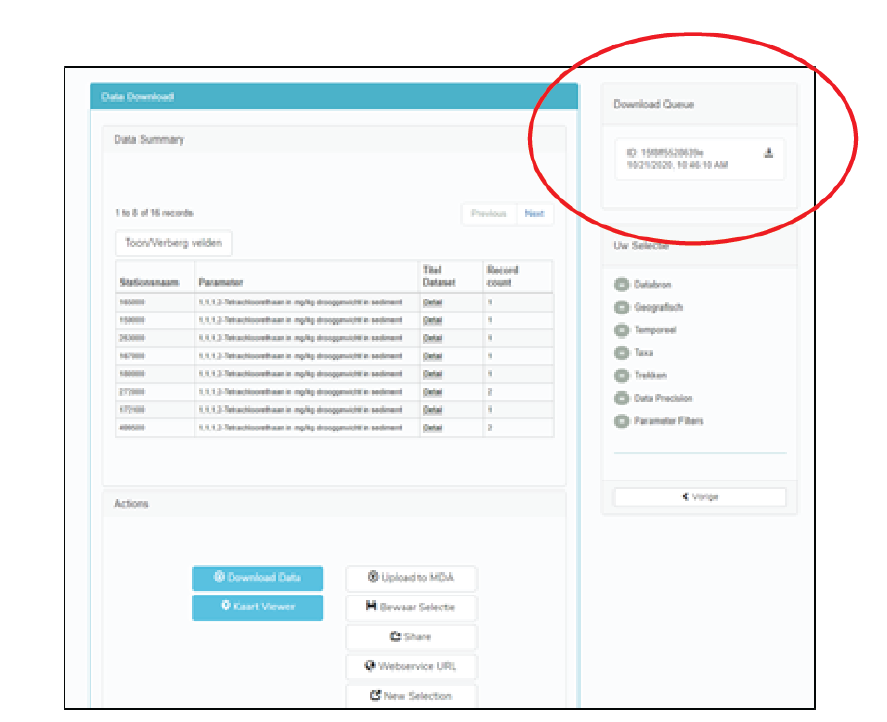 Data Download
Data Summary
1 to 8 of 16 records
Previous Next
Toon/Verberg velden
Stationsnaam Parameter Titel Dataset Record count
1,1,1,2-Tetrachloorethaan in mg/kg drooggewicht in sediment Detail 1
159000 1,1,1,2-Tetrachloorethaan in mg/kg drooggewicht in sediment Detail 1
263000 1,1,1,2-Tetrachloorethaan in mg/kg drooggewicht in sediment Detail 1
167000 1,1,1,2-Tetrachloorethaan in mg/kg drooggewicht in sediment Detail 1
1,1,1,2-Tetrachloorethaan in mg/kg drooggewicht in sediment Detail 1
272000 1,1,1,2-Tetrachloorethaan in mg/kg drooggewicht in sediment Detail 2
172100 1,1,1,2-Tetrachloorethaan in mg/kg drooggewicht in sediment Detail 1
1,1,1,2-Tetrachloorethaan in mg/kg drooggewicht in sediment Detail 2
Actions
Download Data
Kaart Viewer
Upload to MDA
Bewaar Selectie
Share
Webservice URL
New Selection
Download Queue
ID:
10/21/2020, 10:46:10 AM
Uw Selectie
Databron
Geografisch
Temporeel
Taxa
Trekken
Data Precision
Parameter Filters
Vorige